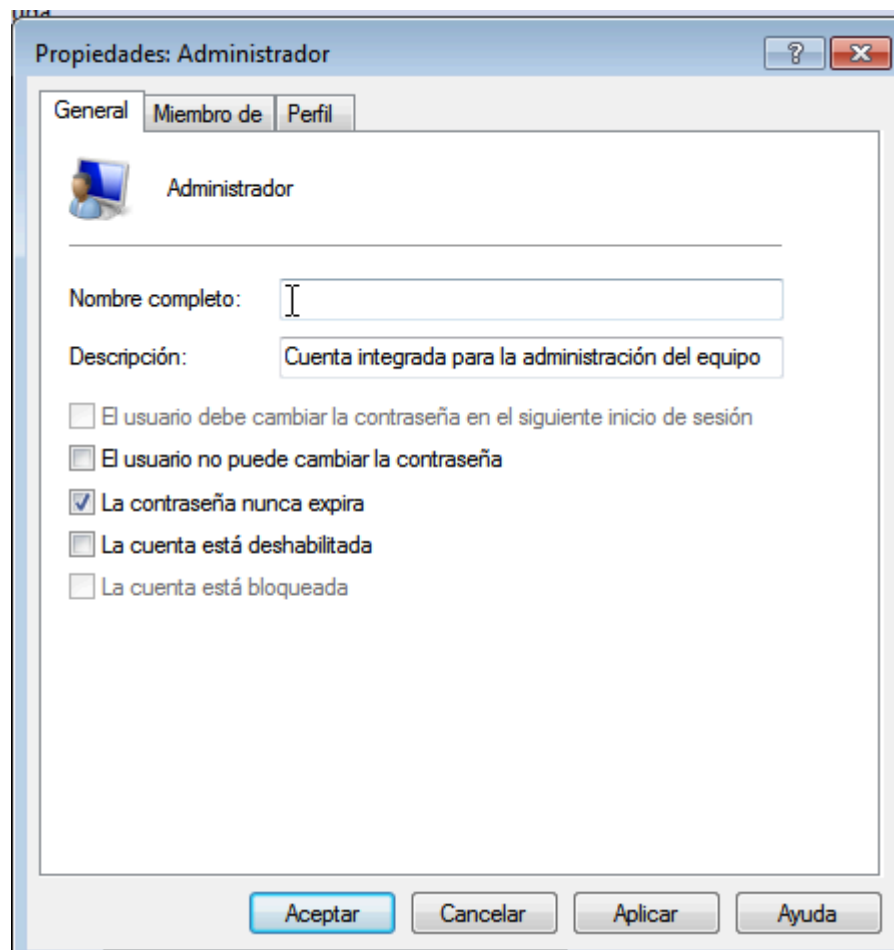 Propiedades: Administrador
General Miembro de Perfil
Administrador
Nombre completo:
Descripción: Cuenta integrada para la administración del equipo
El usuario debe cambiar la contraseña en el siguiente inicio de sesión
El usuario no puede cambiar la contraseña
La contraseña nunca expira
La cuenta está deshabilitada
La cuenta está bloqueada
Aceptar Cancelar Aplicar Ayuda